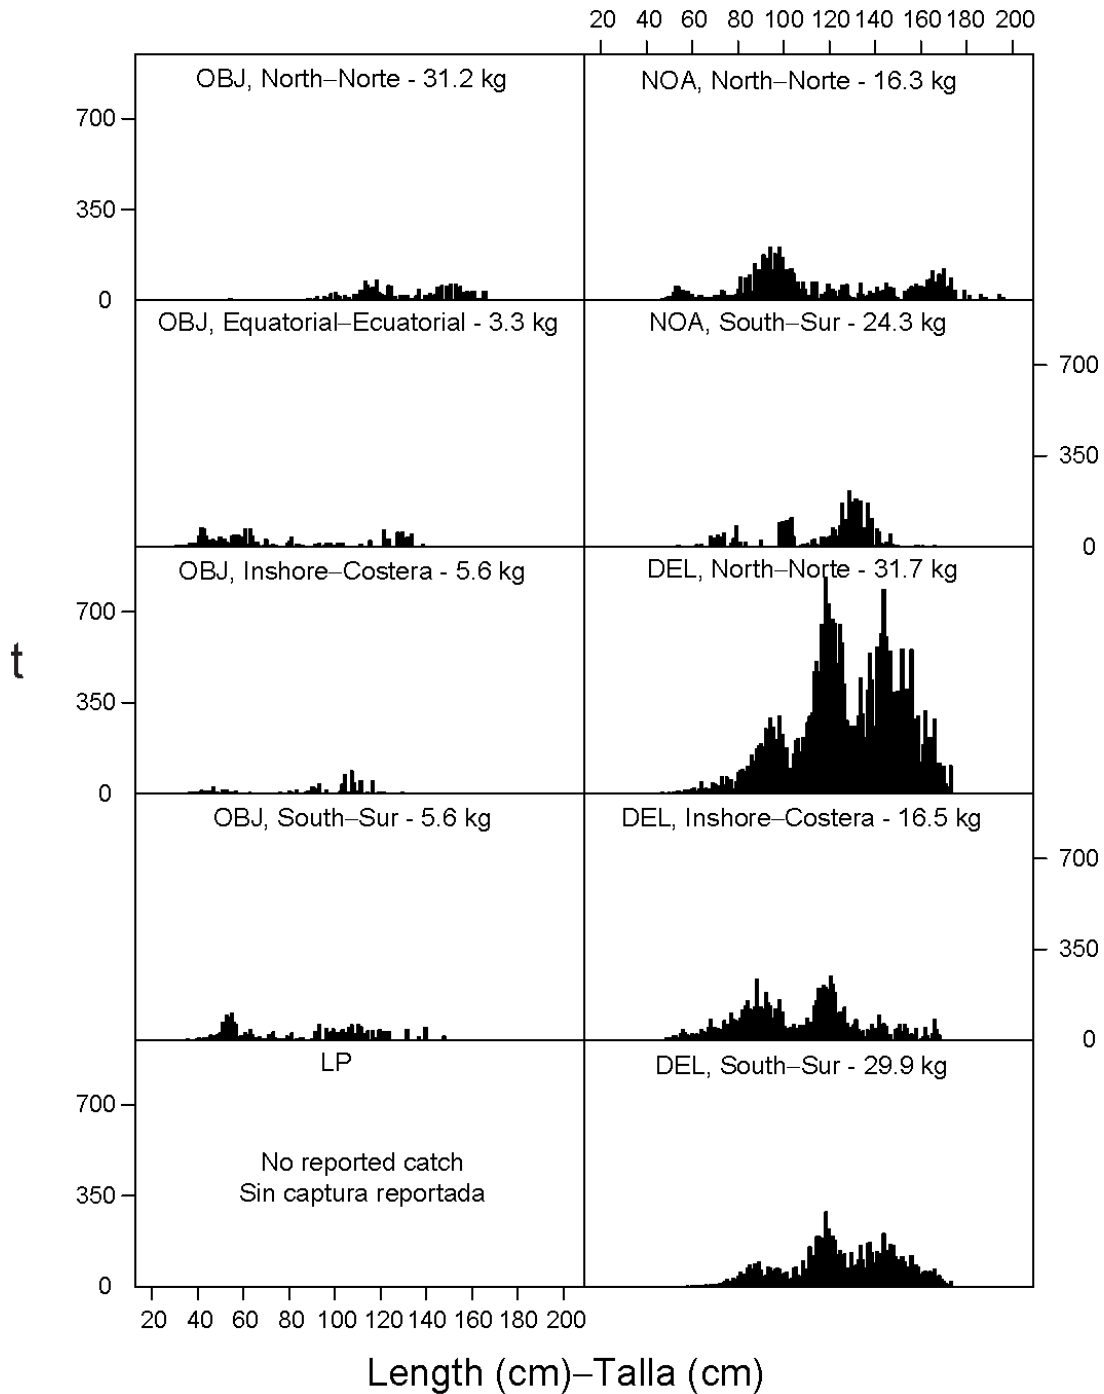 20 40 60 80 100 120 140 160 180 200
OBJ, North–Norte - 31.2 kg
NOA, North–Norte - 16.3 kg
700
350
0
OBJ, Equatorial–Ecuatorial - 3.3 kg
NOA, South–Sur - 24.3 kg
700
350
0
OBJ, Inshore–Costera - 5.6 kg
DEL, North–Norte - 31.7 kg
700
t
350
0
OBJ, South–Sur - 5.6 kg
DEL, Inshore–Costera - 16.5 kg
700
350
0
LP
DEL, South–Sur - 29.9 kg
700
No reported catch
Sin captura reportada
350
0
20 40 60 80 100 120 140 160 180 200
Length (cm)–Talla (cm)